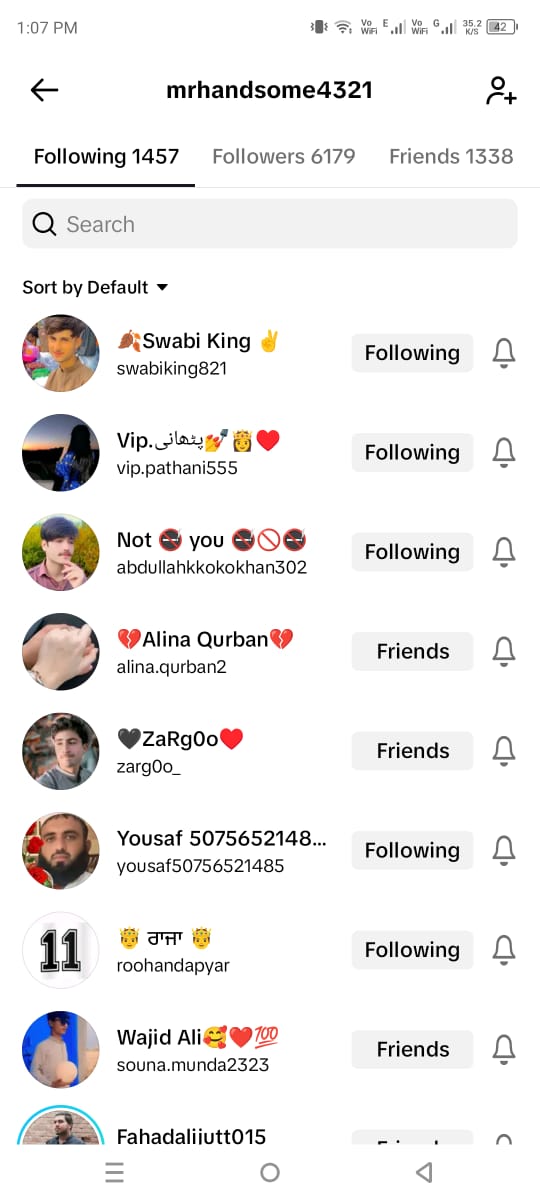 1:07 PM
Vo WiFi E Vo WiFi G 35.2 K/S 42
mrhandsome4321
Following 1457 Followers 6179 Friends 1338
Search
Sort by Default
🍂Swabi King ✌️
swabiking821
Following
Vip.پٹھانی💅👸❤️
vip.pathani555
Following
Not 🚭 you 🚭🚫🚭
abdullahkkokokhan302
Following
💔Alina Qurban💔
alina.qurban2
Friends
🖤ZaRg0o❤️
zarg0o_
Friends
Yousaf 5075652148...
yousaf50756521485
Following
11
🤴 ਰਾਜਾ 🤴
roohandapyar
Following
Wajid Ali🥰❤️💯
souna.munda2323
Friends
Fahadalijutt015